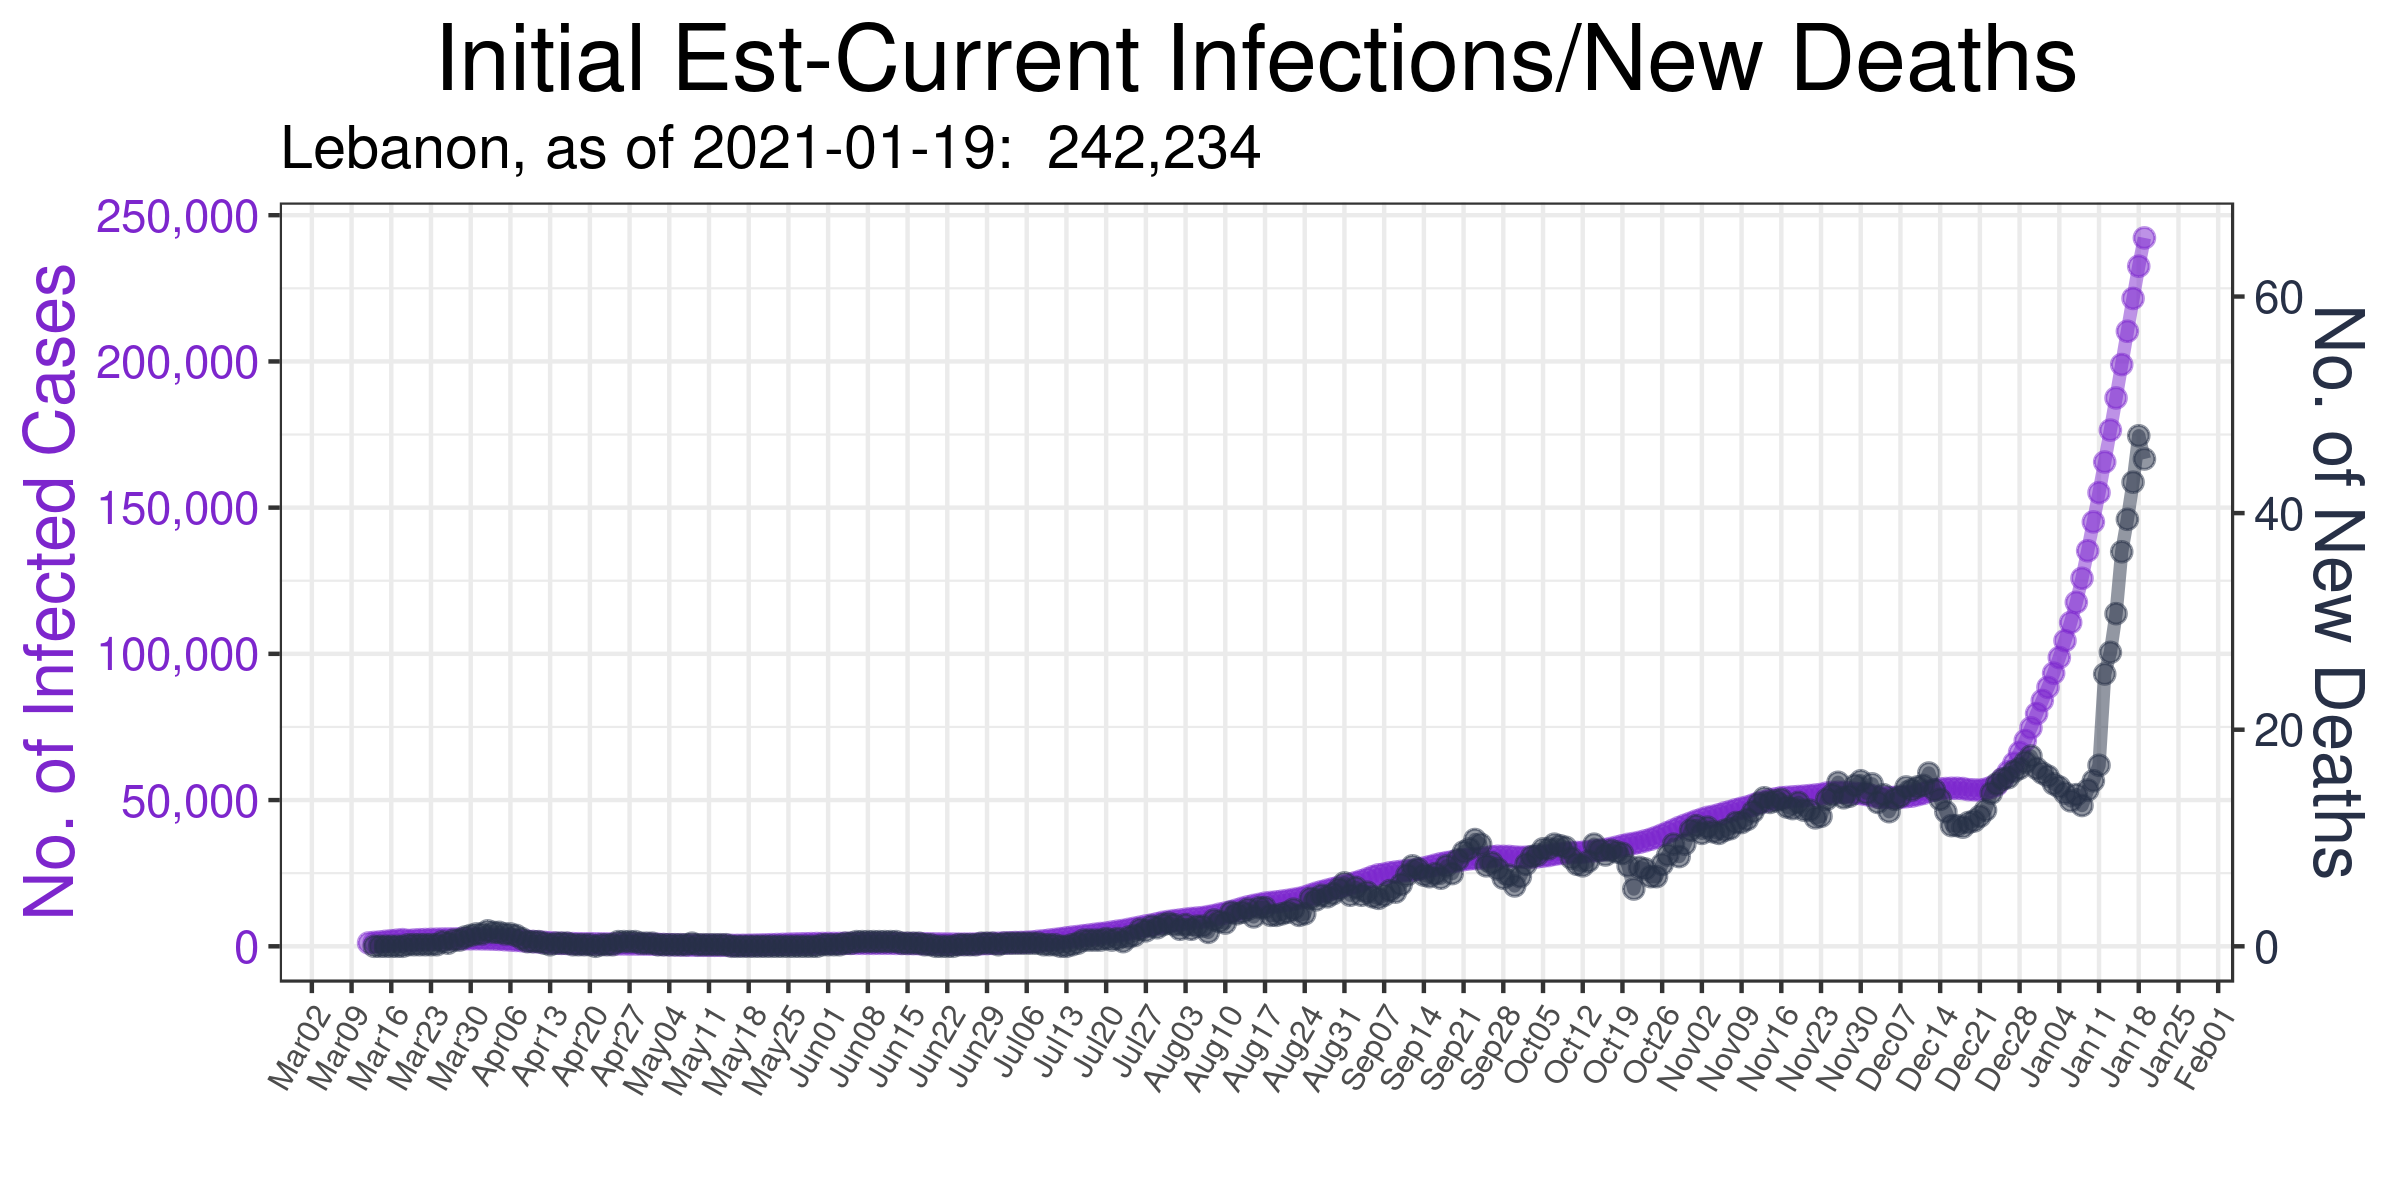 Initial Est-Current Infections/New Deaths
Lebanon, as of 2021-01-19:  242,234
No. of Infected Cases
250,000
200,000
150,000
100,000
50,000
0
60
40
20
0
No. of New Deaths
Mar02
Mar09
Mar16
Mar23
Mar30
Apr06
Apr13
Apr20
Apr27
May04
May11
May18
May25
Jun01
Jun08
Jun15
Jun22
Jun29
Jul06
Jul13
Jul20
Jul27
Aug03
Aug10
Aug17
Aug24
Aug31
Sep07
Sep14
Sep21
Sep28
Oct05
Oct12
Oct19
Oct26
Nov02
Nov09
Nov16
Nov23
Nov30
Dec07
Dec14
Dec21
Dec28
Jan04
Jan11
Jan18
Jan25
Feb01